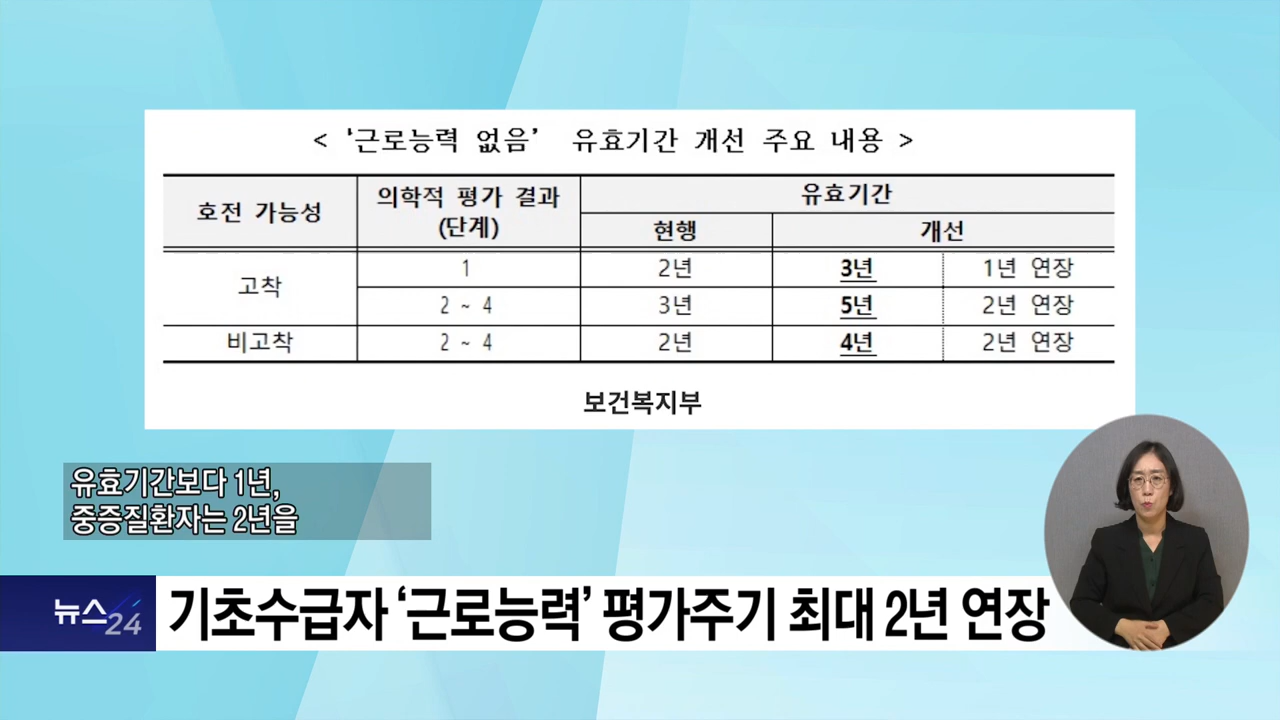 < ‘근로능력 없음’ 유효기간 개선 주요 내용 >
호전 가능성 의학적 평가 결과 (단계) 유효기간
현행 개선
고착 1 2년 3년 1년 연장
2 ~ 4 3년 5년 2년 연장
비고착 2 ~ 4 2년 4년 2년 연장
보건복지부
유효기간보다 1년,
중증질환자는 2년을
뉴스24
기초수급자 ‘근로능력’ 평가주기 최대 2년 연장